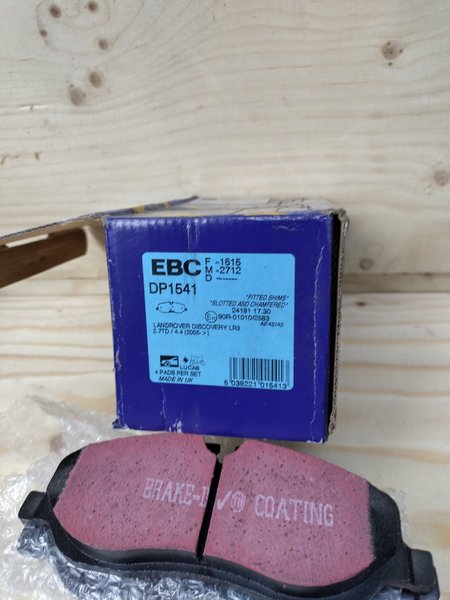 EBC
F -1615
M -2712
D -------
DP1541
"FITTED SHIMS"
"SLOTTED AND CHAMFERED"
24191 17.30
90R-01010/2583
LANDROVER DISCOVERY LR3
2.7TD / 4.4 (2005->)
LUCAS
4 PADS PER SET
MADE IN UK
5 039221 015413
BRAKE-IN COATING